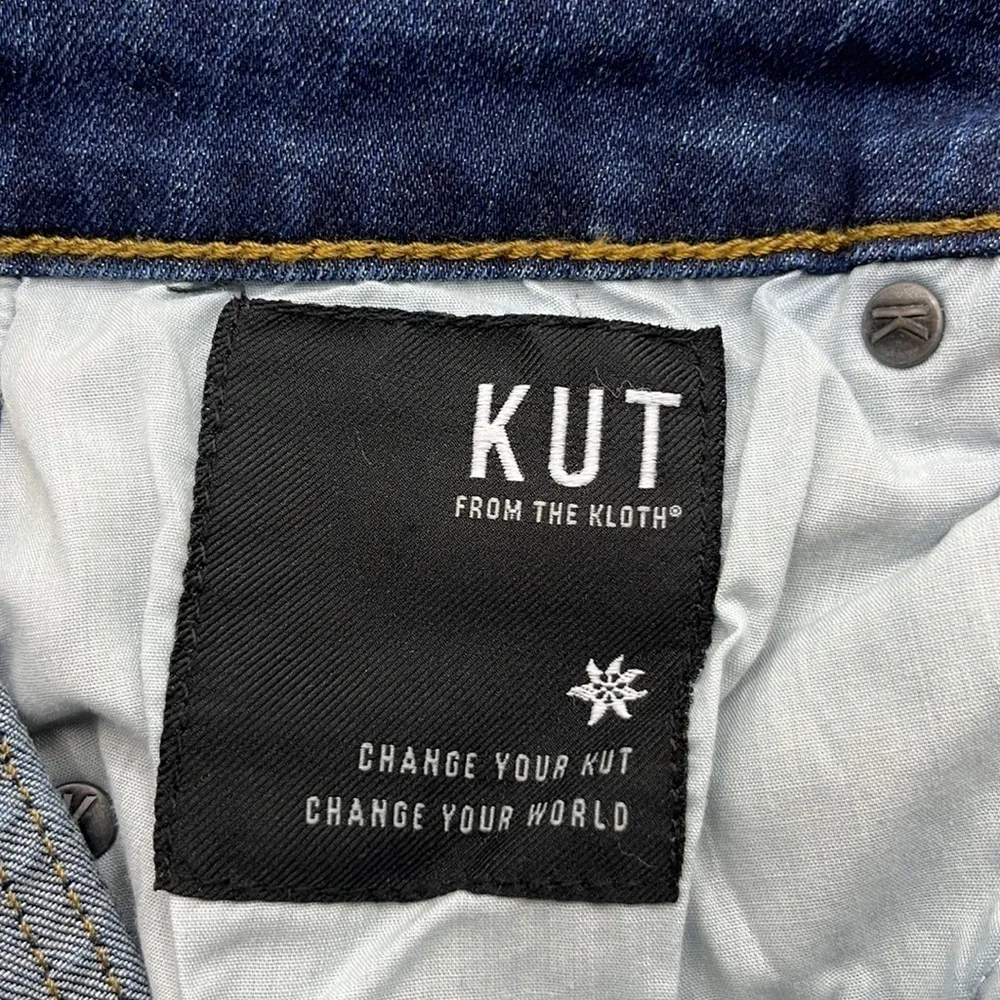 K
KUT
FROM THE KLOTH®
CHANGE YOUR KUT
CHANGE YOUR WORLD
K